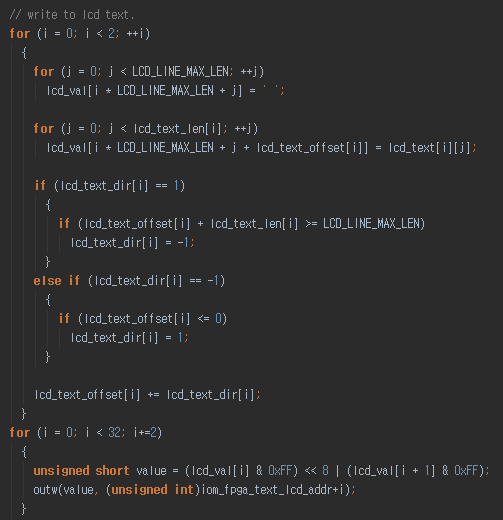 // write to lcd text.
for (i = 0; i < 2; ++i)
{
for (j = 0; j < LCD_LINE_MAX_LEN; ++j)
lcd_val[i * LCD_LINE_MAX_LEN + j] = ' ';
for (j = 0; j < lcd_text_len[i]; ++j)
lcd_val[i * LCD_LINE_MAX_LEN + j + lcd_text_offset[i]] = lcd_text[i][j];
if (lcd_text_dir[i] == 1)
{
if (lcd_text_offset[i] + lcd_text_len[i] >= LCD_LINE_MAX_LEN)
lcd_text_dir[i] = -1;
}
else if (lcd_text_dir[i] == -1)
{
if (lcd_text_offset[i] <= 0)
lcd_text_dir[i] = 1;
}
lcd_text_offset[i] += lcd_text_dir[i];
}
for (i = 0; i < 32; i+=2)
{
unsigned short value = (lcd_val[i] & 0xFF) << 8 | (lcd_val[i + 1] & 0xFF);
outw(value, (unsigned int)iom_fpga_text_lcd_addr+i);
}